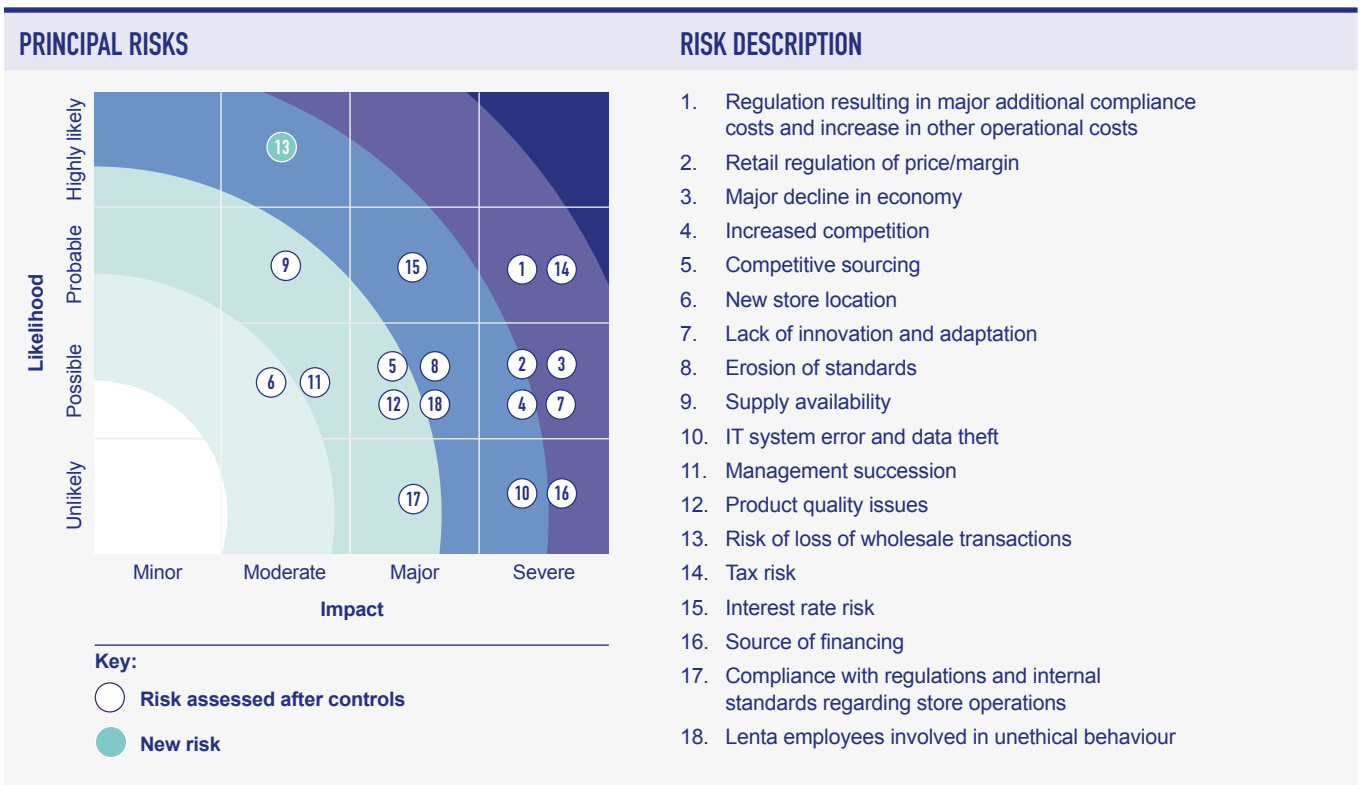 PRINCIPAL RISKS
Likelihood
Highly likely
Probable
Possible
Unlikely
13
9
15
1 14
5 8
2 3
6 11
12 18
4 7
17
10 16
Minor Moderate Major Severe
Impact
Key:
Risk assessed after controls
New risk
RISK DESCRIPTION
1. Regulation resulting in major additional compliance
costs and increase in other operational costs
2. Retail regulation of price/margin
3. Major decline in economy
4. Increased competition
5. Competitive sourcing
6. New store location
7. Lack of innovation and adaptation
8. Erosion of standards
9. Supply availability
10. IT system error and data theft
11. Management succession
12. Product quality issues
13. Risk of loss of wholesale transactions
14. Tax risk
15. Interest rate risk
16. Source of financing
17. Compliance with regulations and internal
standards regarding store operations
18. Lenta employees involved in unethical behaviour